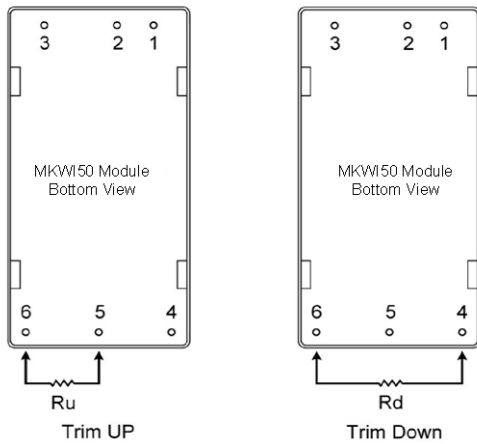 3 2 1
MKWI50 Module
Bottom View
6 5 4
Ru
Trim UP
3 2 1
MKWI50 Module
Bottom View
6 5 4
Rd
Trim Down